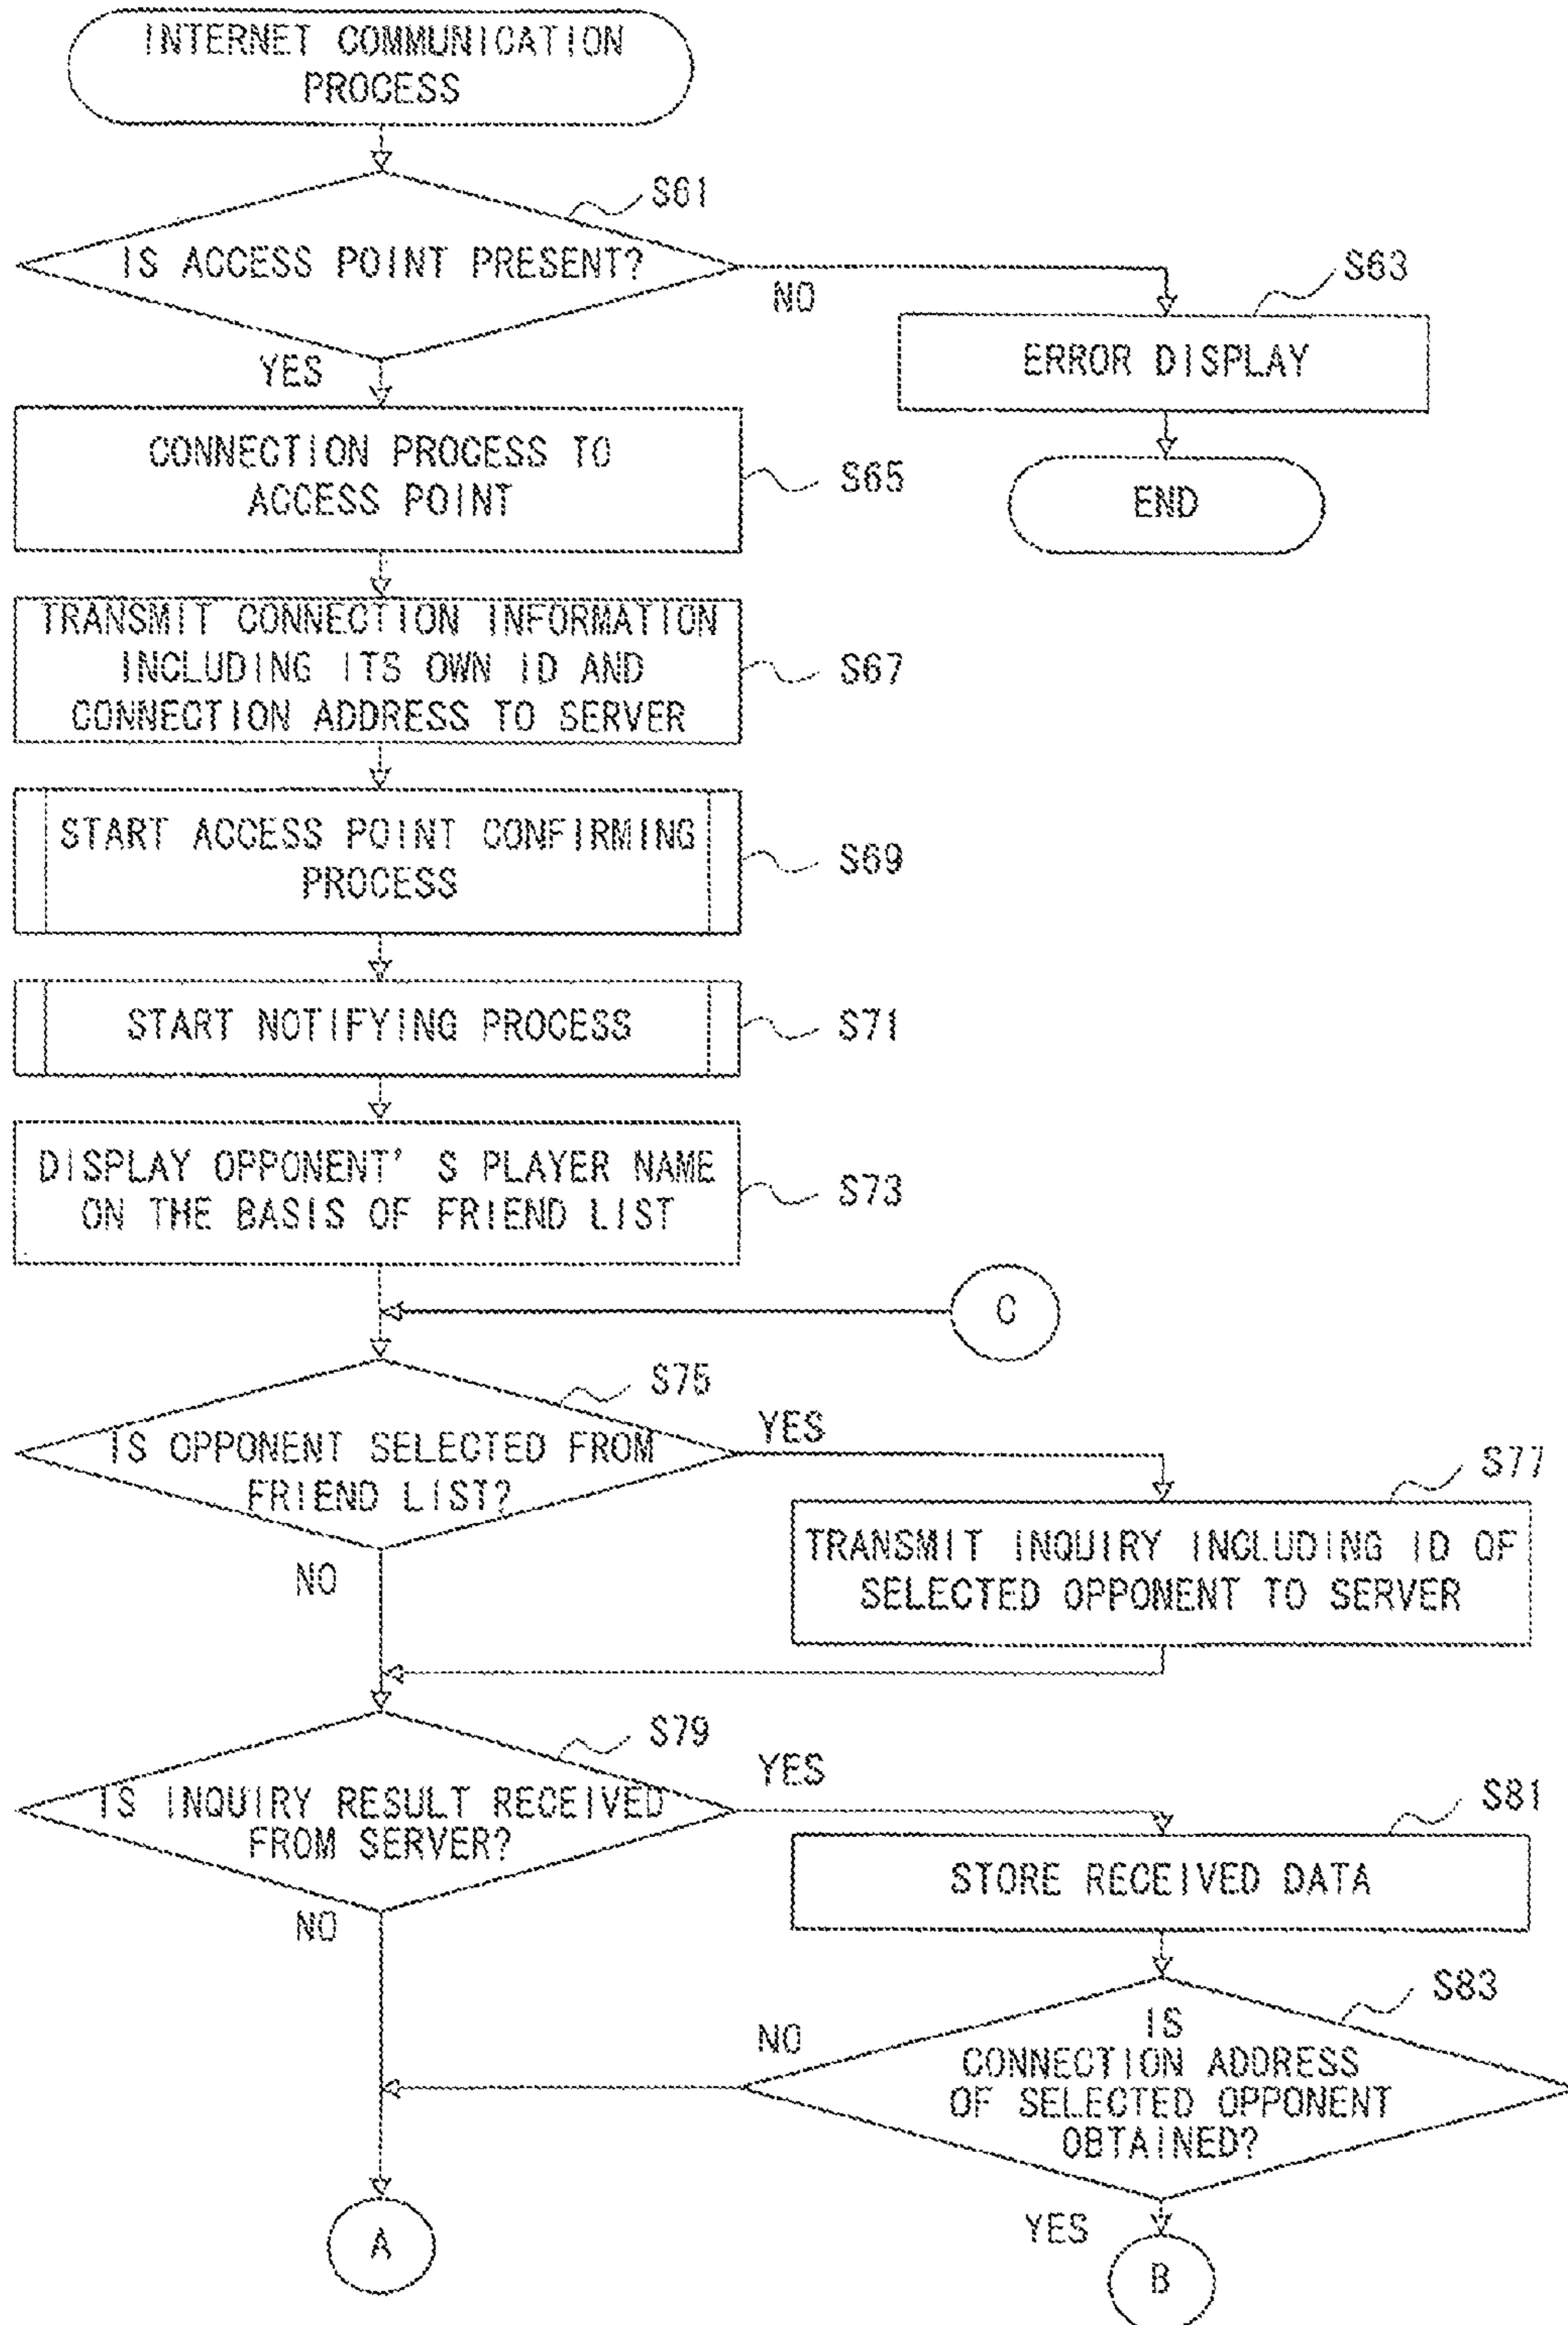 INTERNET COMMUNICATION
PROCESS
S61
IS ACCESS POINT PRESENT?
NO
YES
S63
ERROR DISPLAY
END
CONNECTION PROCESS TO
ACCESS POINT
S65
TRANSMIT CONNECTION INFORMATION
INCLUDING ITS OWN ID AND
CONNECTION ADDRESS TO SERVER
S67
START ACCESS POINT CONFIRMING
PROCESS
S69
START NOTIFYING PROCESS
S71
DISPLAY OPPONENT' S PLAYER NAME
ON THE BASIS OF FRIEND LIST
S73
C
S75
IS OPPONENT SELECTED FROM
FRIEND LIST?
YES
NO
S77
TRANSMIT INQUIRY INCLUDING ID OF
SELECTED OPPONENT TO SERVER
S79
IS INQUIRY RESULT RECEIVED
FROM SERVER?
YES
NO
S81
STORE RECEIVED DATA
S83
IS
CONNECTION ADDRESS
OF SELECTED OPPONENT
OBTAINED?
NO
YES
A
B